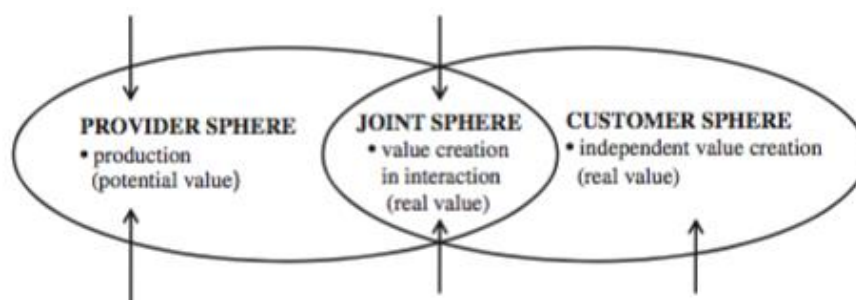 PROVIDER SPHERE
• production
(potential value)
JOINT SPHERE
• value creation
in interaction
(real value)
CUSTOMER SPHERE
• independent value creation
(real value)